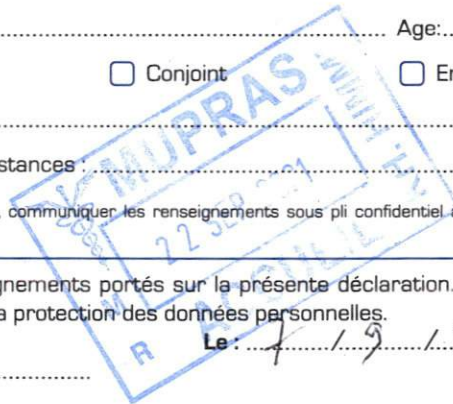 Age:
Conjoint
MUPRAS
stances :
, communiquer les renseignements sous pli confidentiel
22 SEP
gnements portés sur la présente déclaration.
a protection des données personnelles.
ACCUEIL
M
R
Le : 7 / 9 /